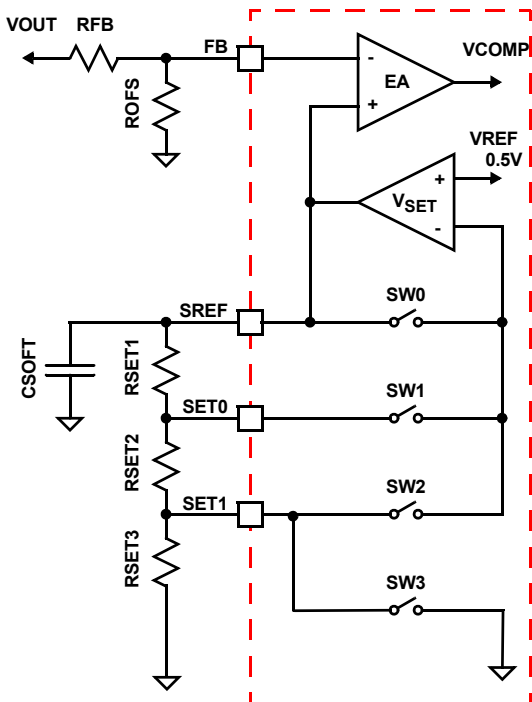 VOUT RFB FB VCOMP
- EA
+
ROFS
VREF
0.5V
+
VSET
-
SREF SW0
CSOFT
RSET1
SET0 SW1
RSET2
SET1 SW2
RSET3
SW3